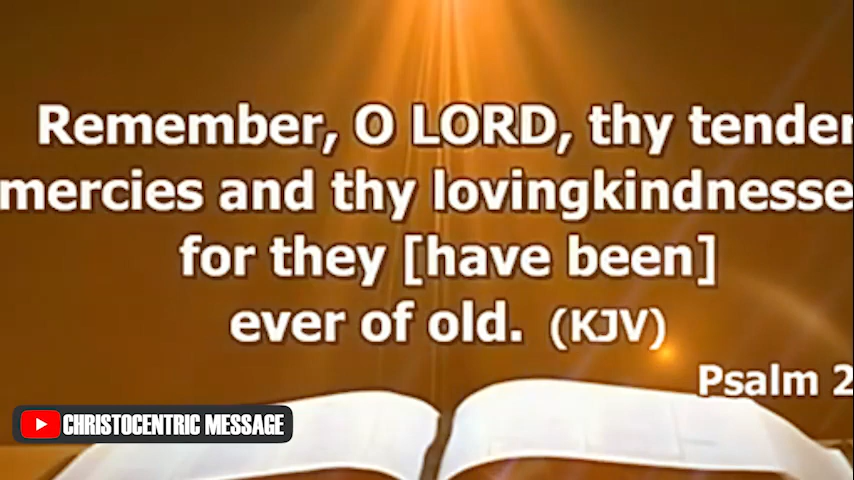 Remember, O LORD, thy tender
mercies and thy lovingkindnesse
for they [have been]
ever of old. (KJV)
Psalm 2
CHRISTOCENTRIC MESSAGE